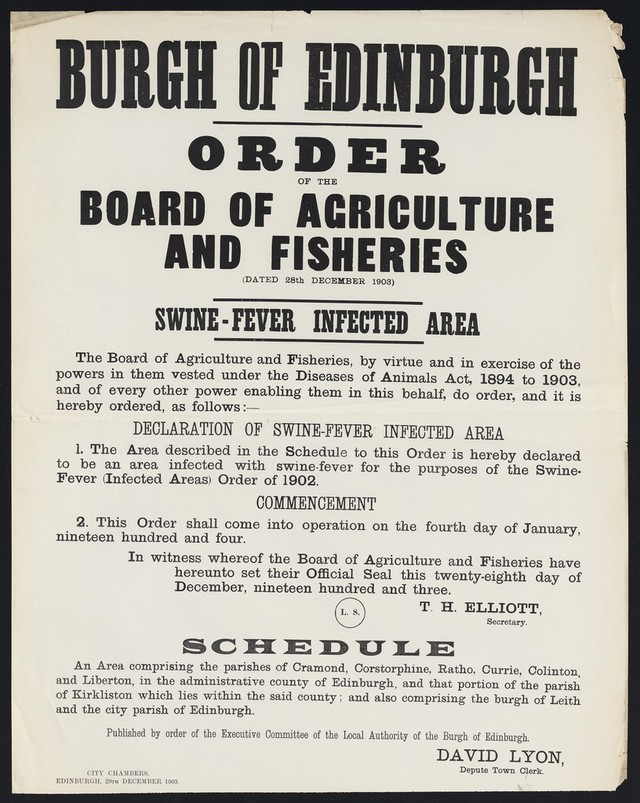 BURGH OF EDINBURGH
ORDER
OF THE
BOARD OF AGRICULTURE
AND FISHERIES
(DATED 28th DECEMBER 1903)
SWINE-FEVER INFECTED AREA
The Board of Agriculture and Fisheries, by virtue and in exercise of the
powers in them vested under the Diseases of Animals Act, 1894 to 1903,
and of every other power enabling them in this behalf, do order, and it is
hereby ordered, as follows:—
DECLARATION OF SWINE-FEVER INFECTED AREA
1. The Area described in the Schedule to this Order is hereby declared
to be an area infected with swine-fever for the purposes of the Swine-
Fever (Infected Areas) Order of 1902.
COMMENCEMENT
2. This Order shall come into operation on the fourth day of January,
nineteen hundred and four.
In witness whereof the Board of Agriculture and Fisheries have
hereunto set their Official Seal this twenty-eighth day of
December, nineteen hundred and three.
L. S.
T. H. ELLIOTT,
Secretary.
SCHEDULE
An Area comprising the parishes of Cramond, Corstorphine, Ratho, Currie, Colinton,
and Liberton, in the administrative county of Edinburgh, and that portion of the parish
of Kirkliston which lies within the said county; and also comprising the burgh of Leith
and the city parish of Edinburgh.
Published by order of the Executive Committee of the Local Authority of the Burgh of Edinburgh.
DAVID LYON,
Depute Town Clerk.
CITY CHAMBERS,
EDINBURGH, 29TH DECEMBER 1903.